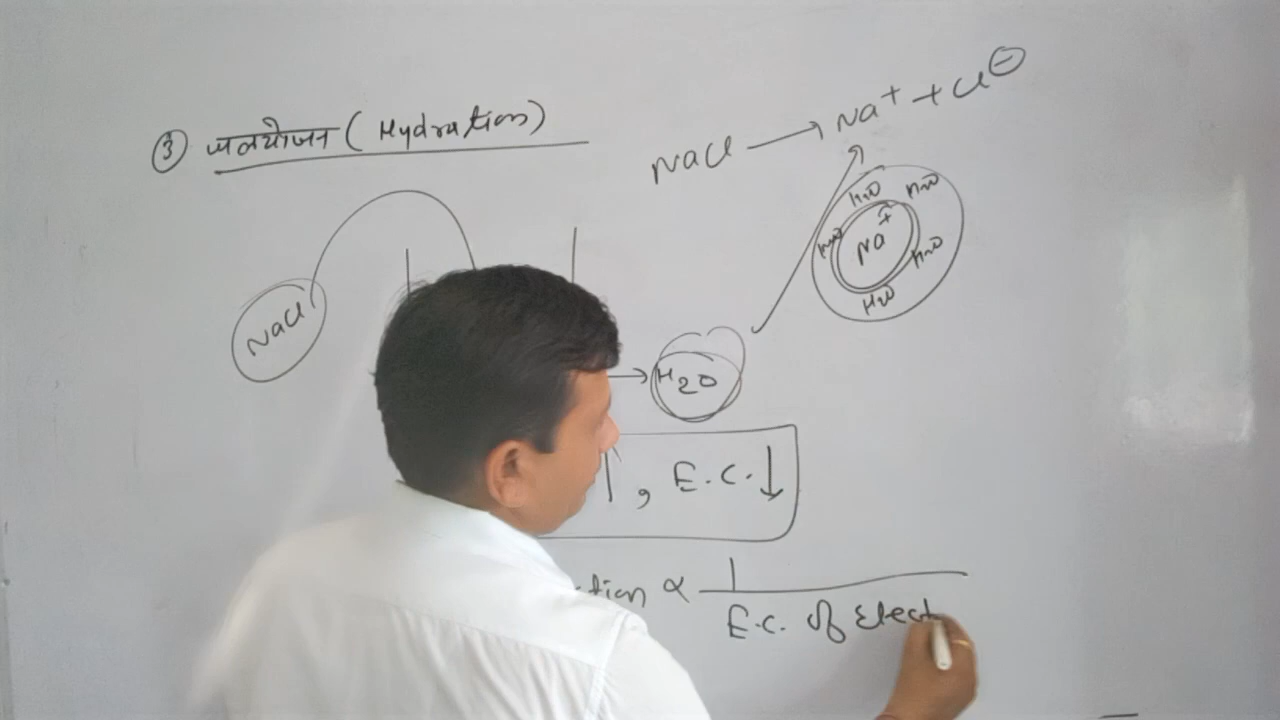 ③ जलयोजन (Hydration)
NaCl → Na⁺ + Cl⊖
H₂O H₂O
H₂O Na⁺ H₂O
H₂O
NaCl
→ H₂O
↑, E.C.↓
tion ∝ 1
E.C. of Elect